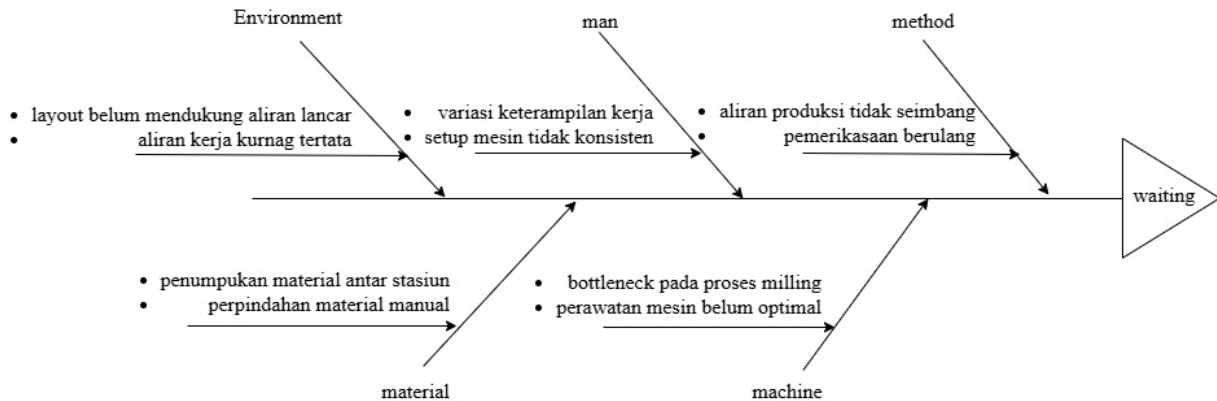 Environment
man
method
• layout belum mendukung aliran lancar
• aliran kerja kurnag tertata
• variasi keterampilan kerja
• setup mesin tidak konsisten
• aliran produksi tidak seimbang
• pemerikasaan berulang
waiting
• penumpukan material antar stasiun
• perpindahan material manual
• bottleneck pada proses milling
• perawatan mesin belum optimal
material
machine